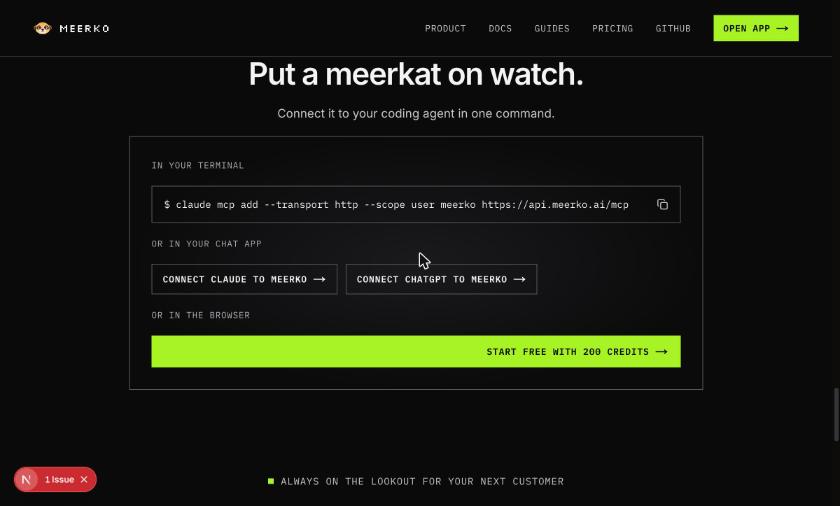 MEERKO
PRODUCT DOCS GUIDES PRICING GITHUB OPEN APP →
Put a meerkat on watch.
Connect it to your coding agent in one command.
IN YOUR TERMINAL
$ claude mcp add --transport http --scope user meerko https://api.meerko.ai/mcp
OR IN YOUR CHAT APP
CONNECT CLAUDE TO MEERKO → CONNECT CHATGPT TO MEERKO →
OR IN THE BROWSER
START FREE WITH 200 CREDITS →
N 1 Issue ×
ALWAYS ON THE LOOKOUT FOR YOUR NEXT CUSTOMER